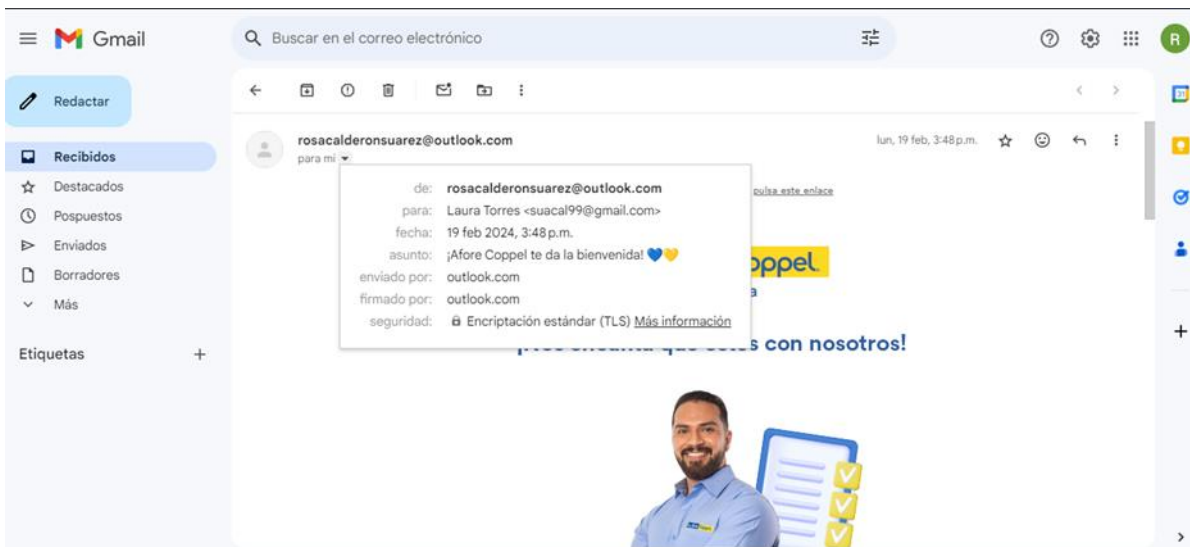 Gmail
Buscar en el correo electrónico
R
Redactar
Recibidos
Destacados
Pospuestos
Enviados
Borradores
Más
Etiquetas
rosacalderonsuarez@outlook.com
lun, 19 feb, 3:48 p.m.
para mí
de: rosacalderonsuarez@outlook.com
para: Laura Torres <suacal99@gmail.com>
fecha: 19 feb 2024, 3:48 p.m.
asunto: ¡Afore Coppel te da la bienvenida! 💙💛
enviado por: outlook.com
firmado por: outlook.com
seguridad: Encriptación estándar (TLS) Más información
pulsa este enlace
oppel
con nosotros!
31